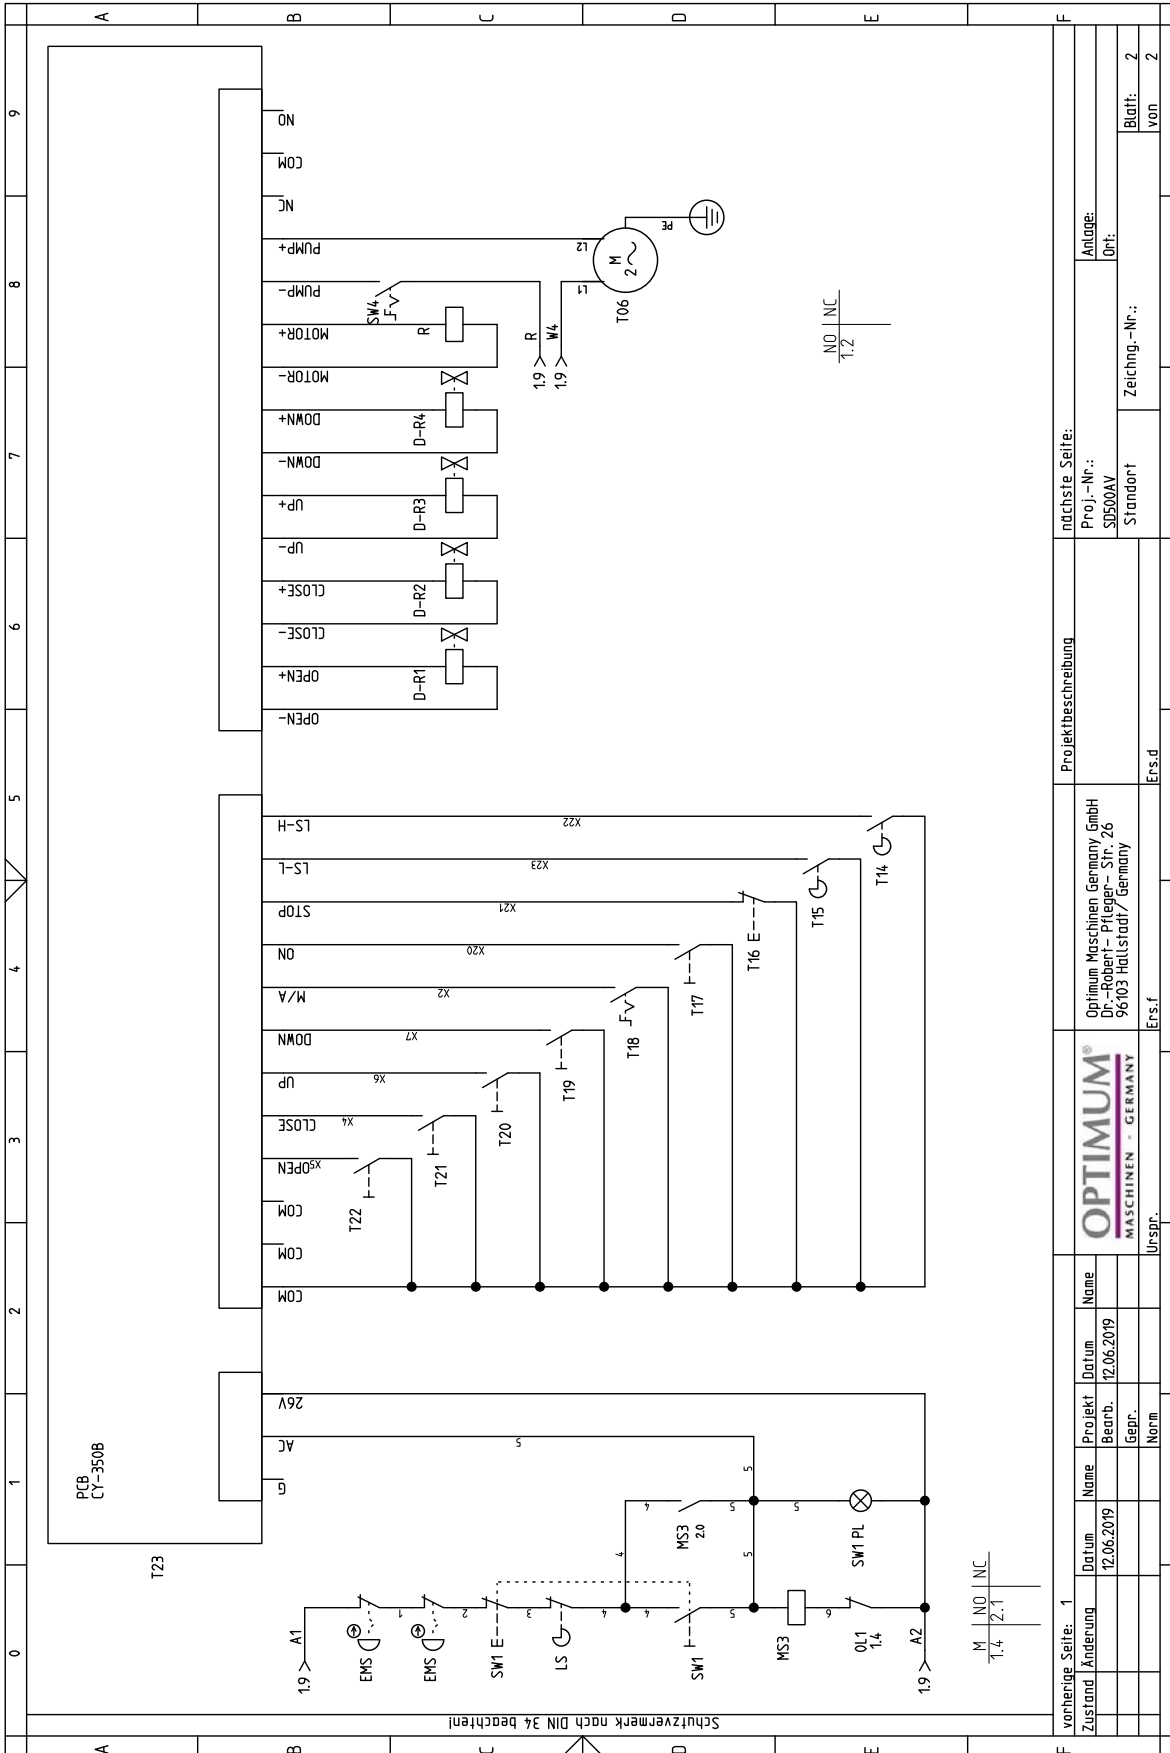 0 1 2 3 4 5 6 7 8 9
A B C D E F
A B C D E F
Schutzvermerk nach DIN 34 beachten!
T23
PCB
CY-350B
G
AC
26V
COM
COM
COM
OPEN
CLOSE
UP
DOWN
M/A
ON
STOP
LS-L
LS-H
OPEN-
OPEN+
CLOSE-
CLOSE+
UP-
UP+
DOWN-
DOWN+
MOTOR-
MOTOR+
PUMP-
PUMP+
NC
COM
NO
1.9 A1
EMS
1
EMS
2
SW1
3
LS
4
4
4
SW1
5
MS3
6
OL1
1.4
1.9 A2
4
MS3
2.0
5
5
5
5
5
SW1 PL
M NO NC
1.4 2.1
X5
X4
X6
X7
X2
X20
X21
X23
X22
T22
T21
T20
T19
T18
T17
T16
T15
T14
D-R1
D-R2
D-R3
D-R4
R
SW4
1.9 R
1.9 W4
L1
L2
M
2
T06
PE
NO NC
1.2
vorherige Seite: 1
Zustand Änderung Datum Name
12.06.2019
Projekt Datum Name
Bearb. 12.06.2019
Gepr.
Norm
OPTIMUM®
MASCHINEN - GERMANY
Urspr.
Optimum Maschinen Germany GmbH
Dr.-Robert- Pfleger- Str. 26
96103 Hallstadt/ Germany
Ers.f
Ers.d
Projektbeschreibung
nächste Seite:
Proj.-Nr.:
SD500AV
Standort
Anlage:
Ort:
Zeichng.-Nr.:
Blatt: 2
von 2